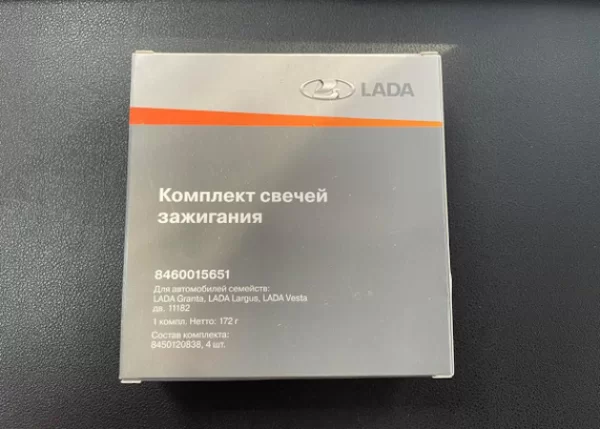 LADA
Комплект свечей
зажигания
8460015651
Для автомобилей семейств:
LADA Granta, LADA Largus, LADA Vesta
дв. 11182
1 компл. Нетто: 172 г
Состав комплекта:
8450120838, 4 шт.